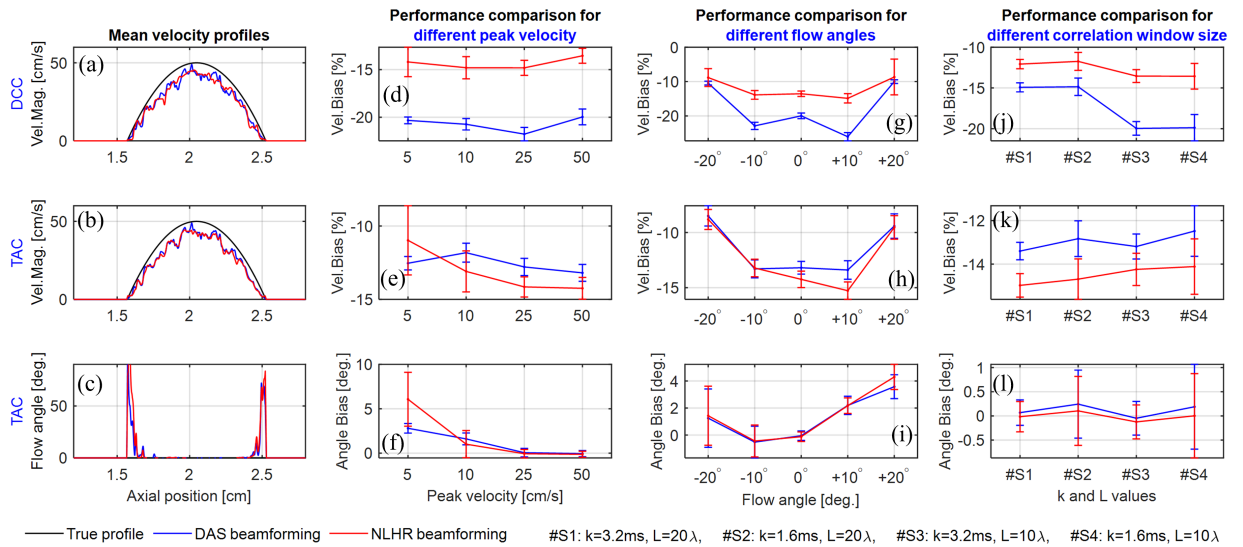 Mean velocity profiles
Performance comparison for
different peak velocity
Performance comparison for
different flow angles
Performance comparison for
different correlation window size
DCC
Vel.Mag. [cm/s]
50
0
(a)
1.5
2
2.5
Vel.Bias [%]
-15
-20
(d)
5
10
25
50
Vel.Bias [%]
0
-10
-20
(g)
-20°
-10°
0°
+10°
+20°
Vel.Bias [%]
-10
-15
-20
(j)
#S1
#S2
#S3
#S4
TAC
Vel.Mag. [cm/s]
50
0
(b)
1.5
2
2.5
Vel.Bias [%]
-10
-15
(e)
5
10
25
50
Vel.Bias [%]
-10
-15
(h)
-20°
-10°
0°
+10°
+20°
Vel.Bias [%]
-12
-14
(k)
#S1
#S2
#S3
#S4
TAC
Flow angle [deg.]
50
0
(c)
1.5
2
2.5
Axial position [cm]
Angle Bias [deg.]
10
5
0
(f)
5
10
25
50
Peak velocity [cm/s]
Angle Bias [deg.]
4
2
0
(i)
-20°
-10°
0°
+10°
+20°
Flow angle [deg.]
Angle Bias [deg.]
1
0.5
0
-0.5
(l)
#S1
#S2
#S3
#S4
k and L values
True profile
DAS beamforming
NLHR beamforming
#S1: k=3.2ms, L=20λ,
#S2: k=1.6ms, L=20λ,
#S3: k=3.2ms, L=10λ,
#S4: k=1.6ms, L=10λ